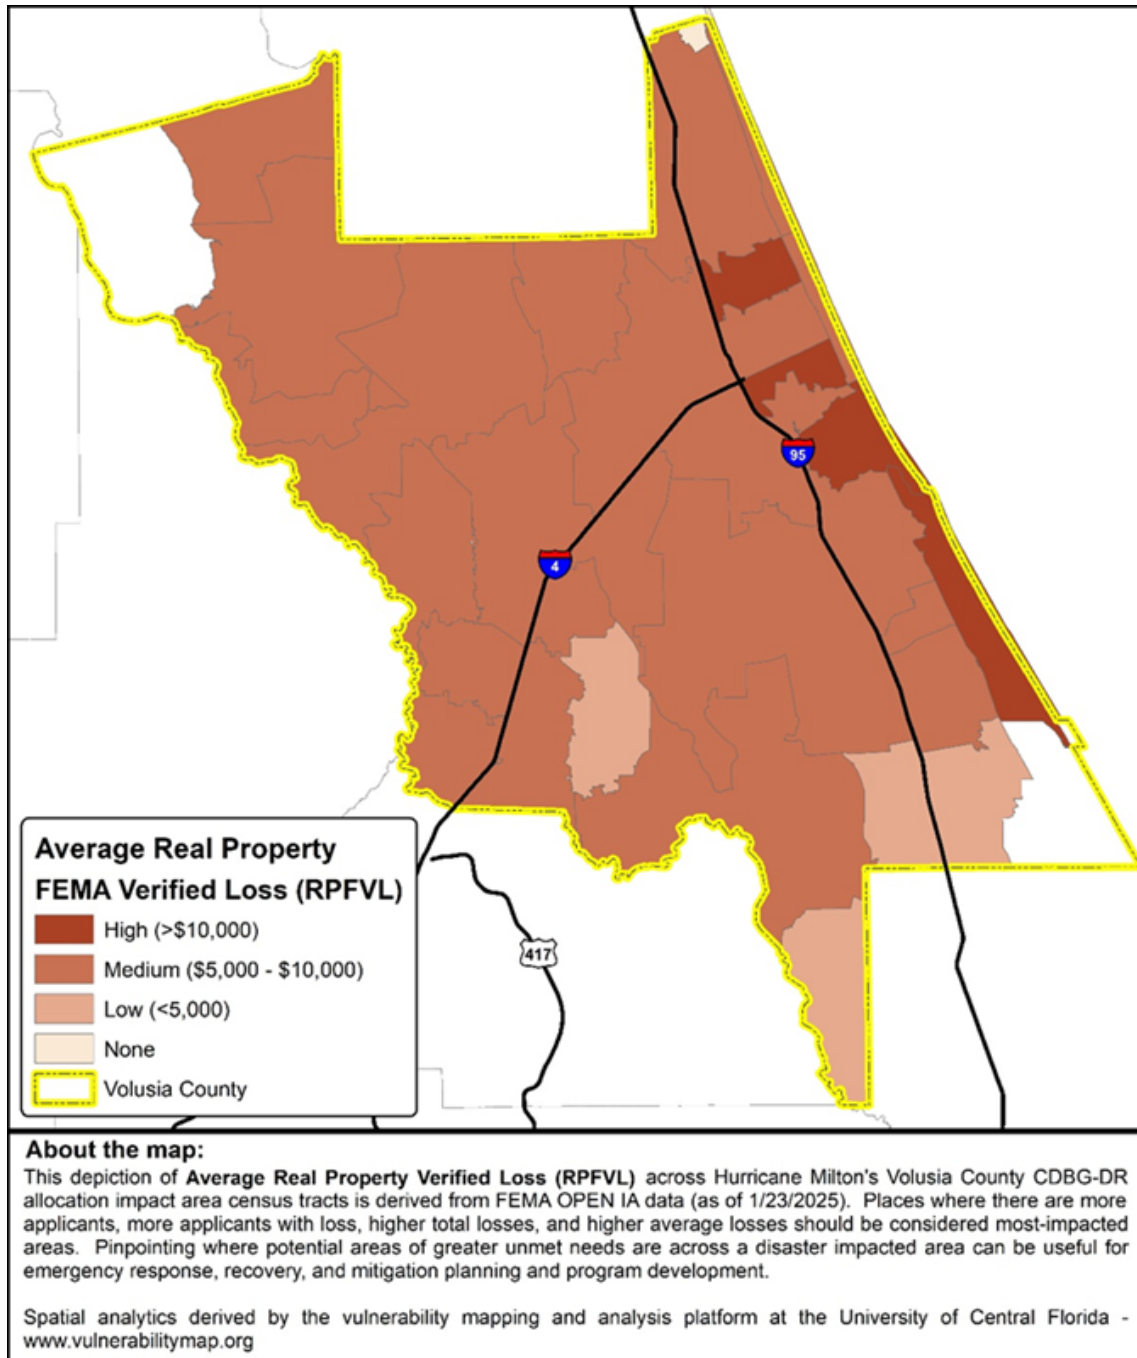 95
4
Average Real Property
FEMA Verified Loss (RPFVL)
High (>$10,000)
Medium ($5,000 - $10,000)
Low (<5,000)
None
Volusia County
417
About the map:
This depiction of Average Real Property Verified Loss (RPFVL) across Hurricane Milton's Volusia County CDBG-DR
allocation impact area census tracts is derived from FEMA OPEN IA data (as of 1/23/2025). Places where there are more
applicants, more applicants with loss, higher total losses, and higher average losses should be considered most-impacted
areas. Pinpointing where potential areas of greater unmet needs are across a disaster impacted area can be useful for
emergency response, recovery, and mitigation planning and program development.
Spatial analytics derived by the vulnerability mapping and analysis platform at the University of Central Florida -
www.vulnerabilitymap.org